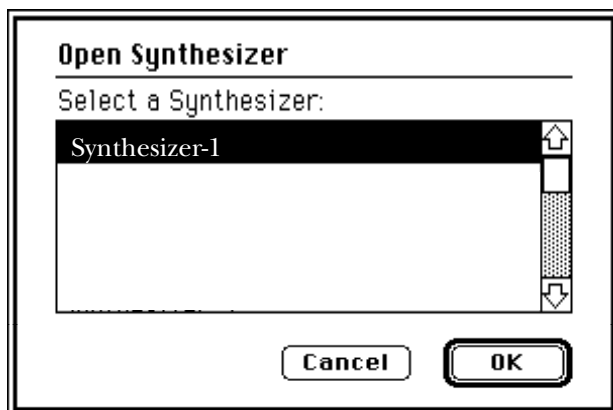 Open Synthesizer
Select a Synthesizer:
Synthesizer-1
Cancel
OK